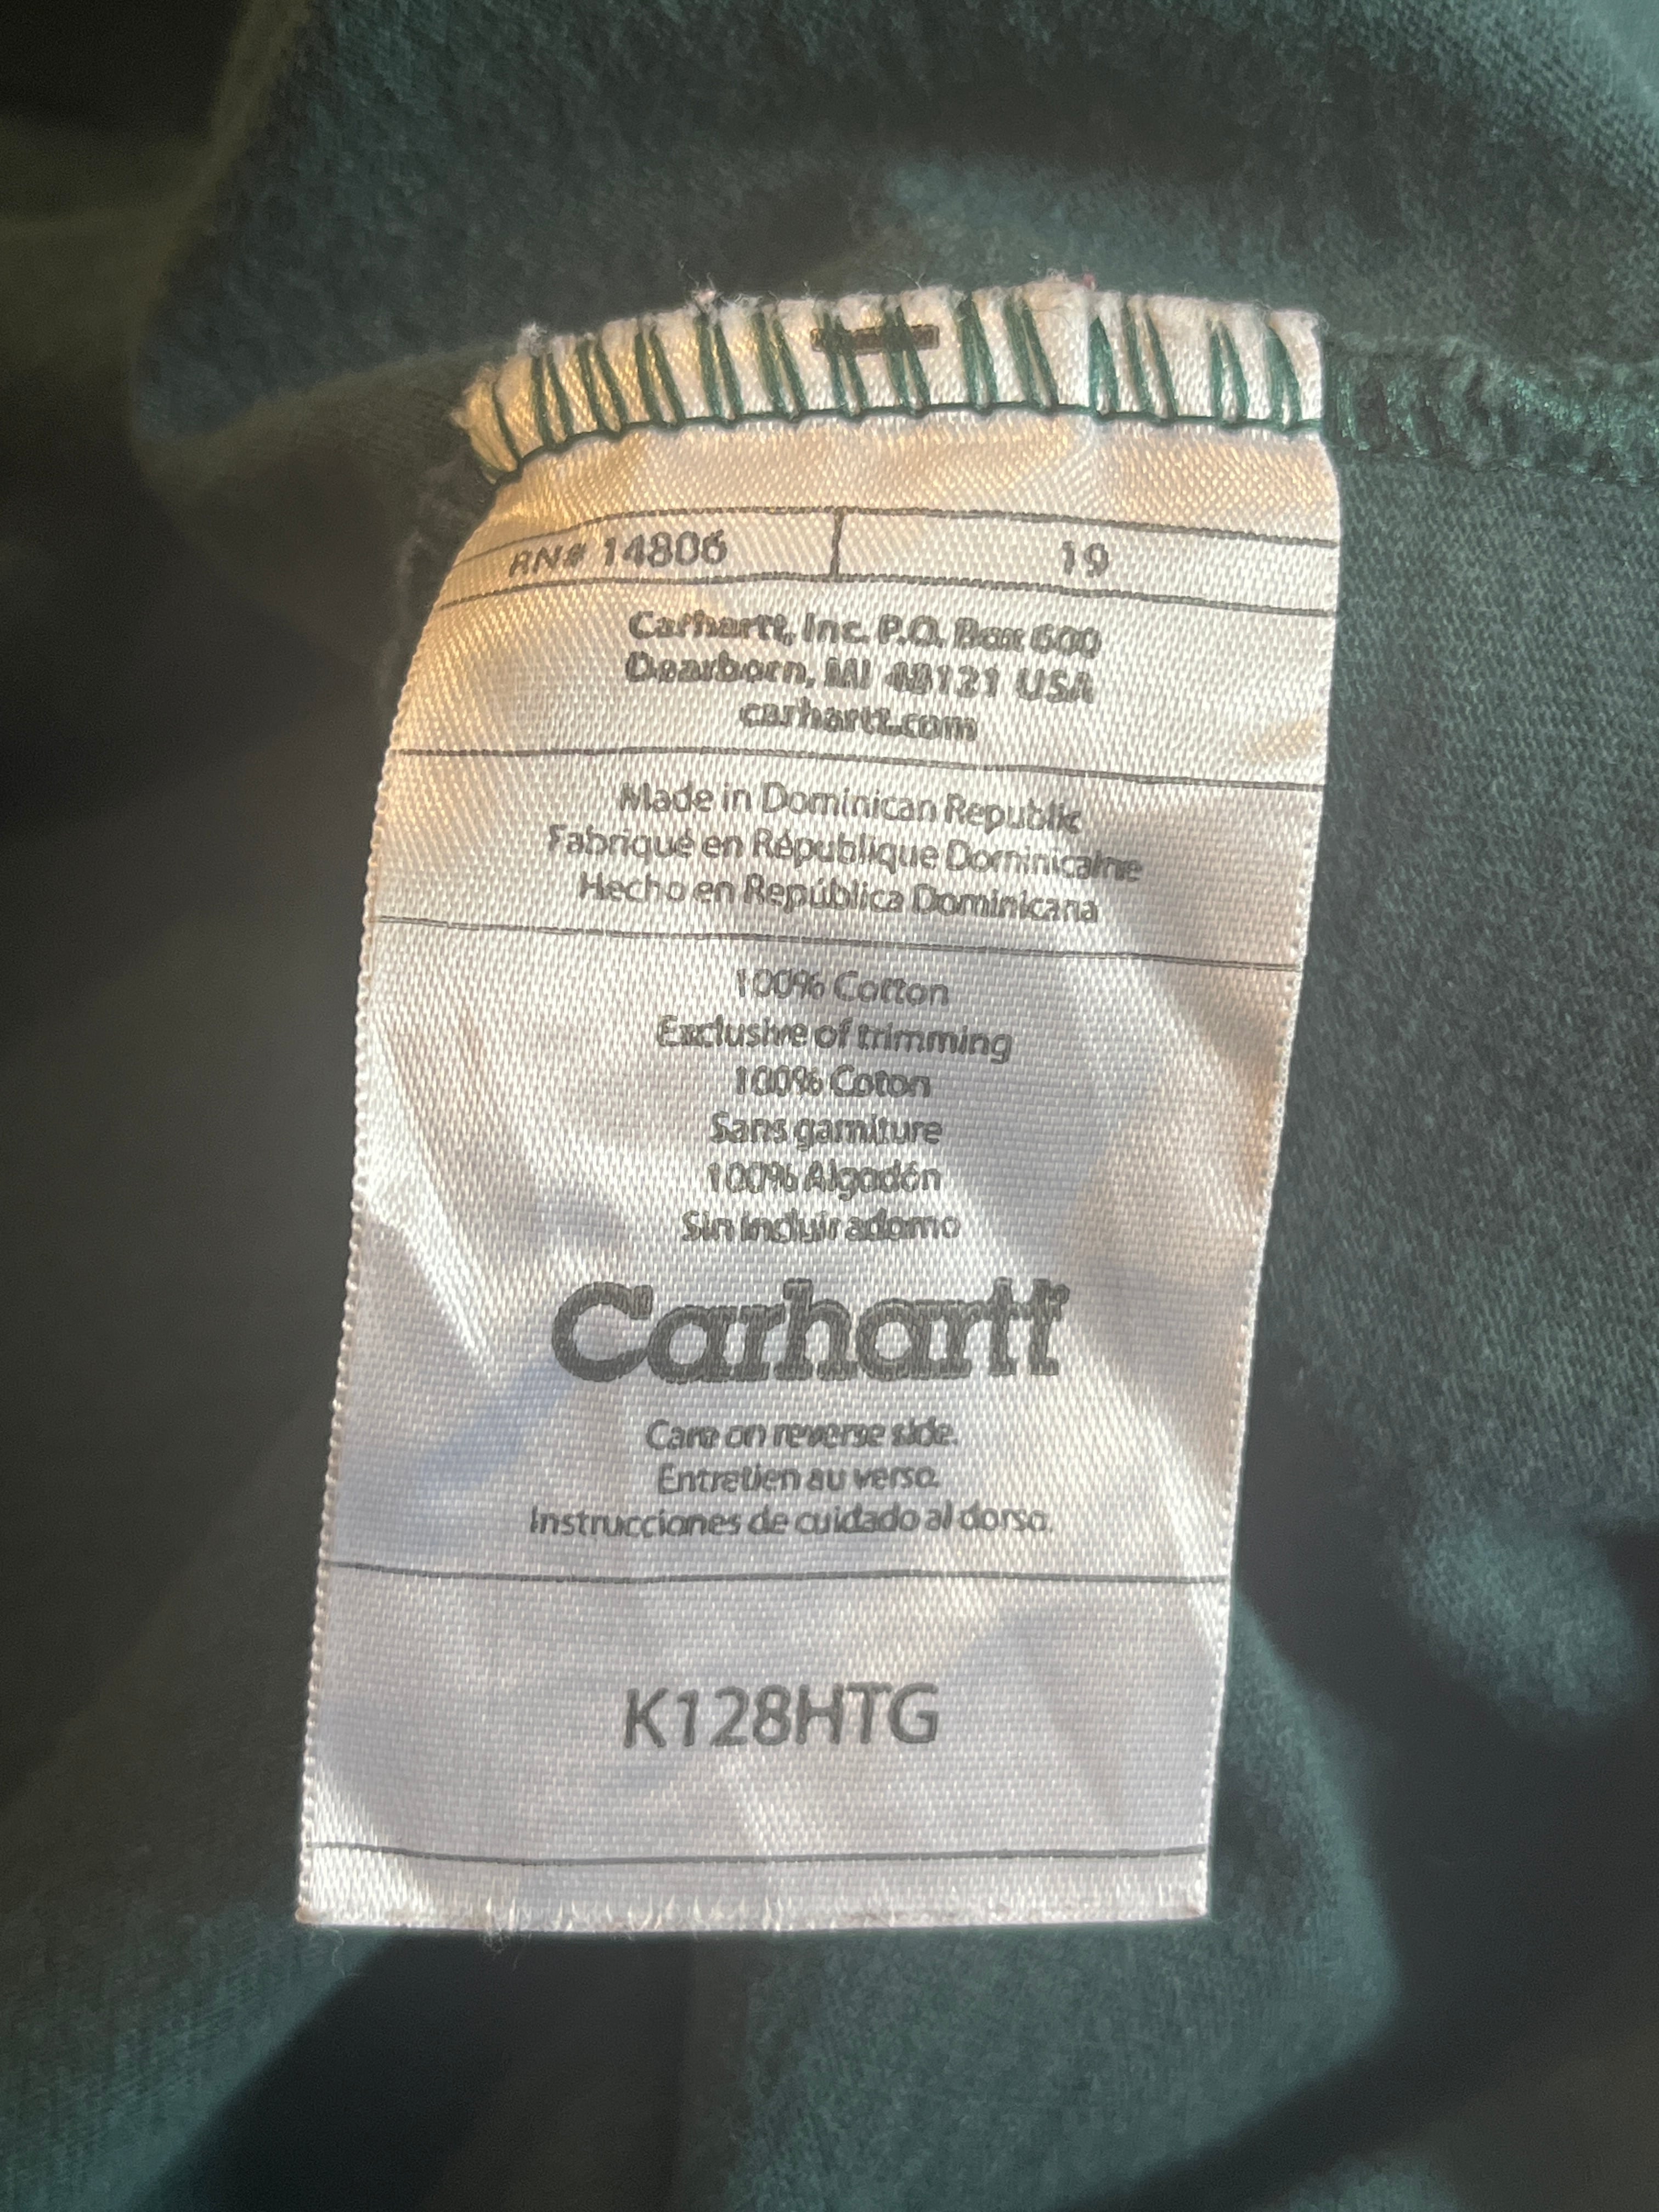 RN# 14806 19
Carhartt, Inc. P.O. Box 600
Dearborn, MI 48121 USA
carhartt.com
Made in Dominican Republic
Fabriqué en République Dominicaine
Hecho en República Dominicana
100% Cotton
Exclusive of trimming
100% Coton
Sans garniture
100% Algodón
Sin incluir adorno
Carhartt
Care on reverse side.
Entretien au verso.
Instrucciones de cuidado al dorso.
K128HTG